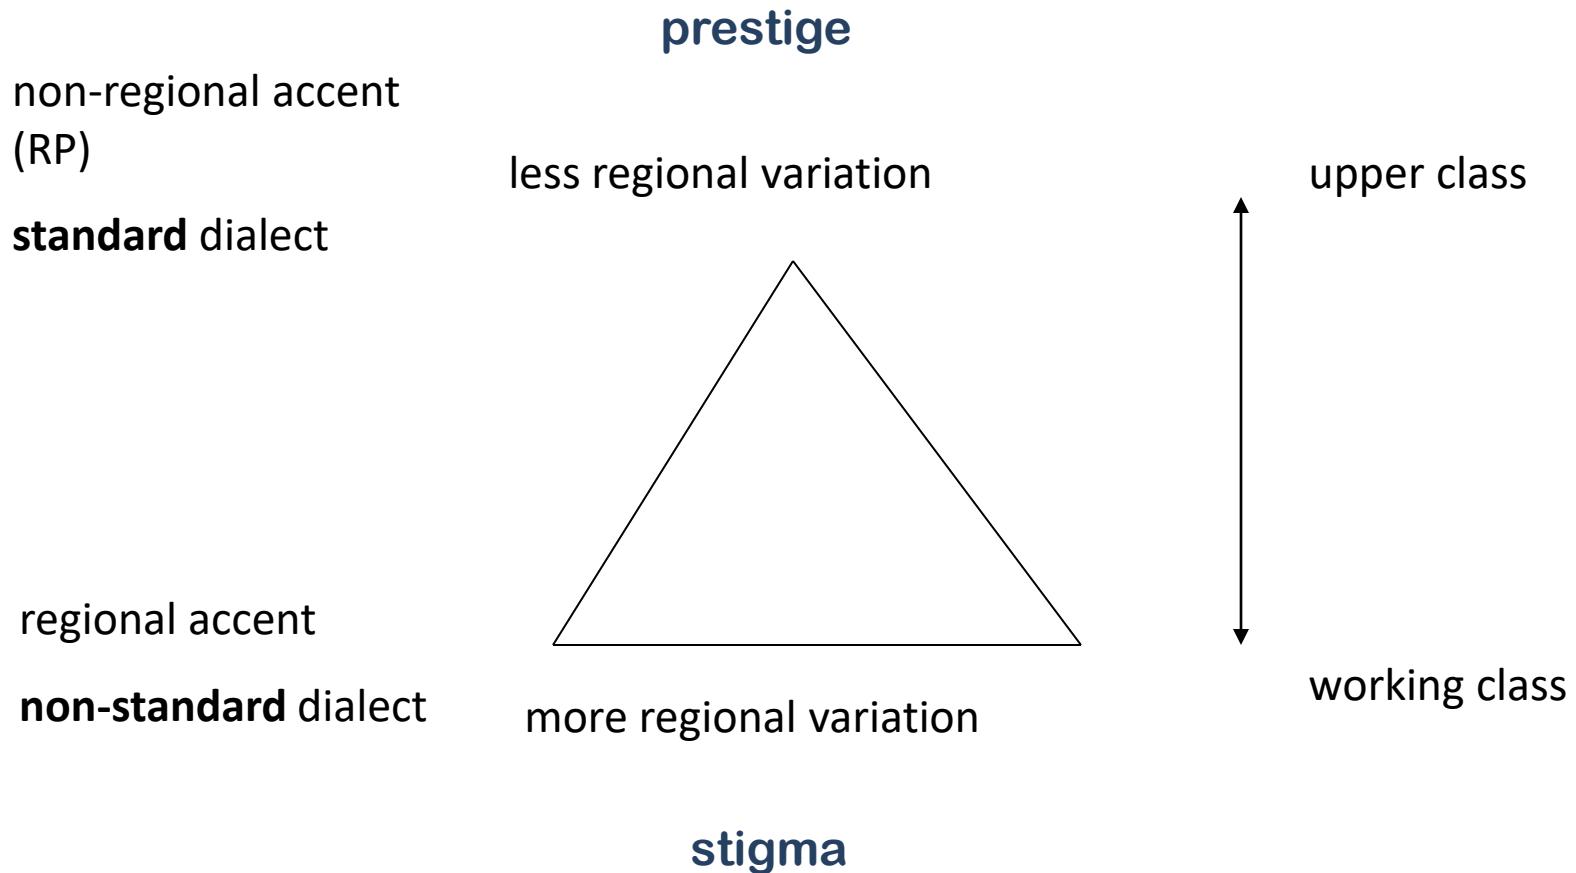 prestige
non-regional accent
(RP)
less regional variation
upper class
standard dialect
regional accent
working class
non-standard dialect
more regional variation
stigma